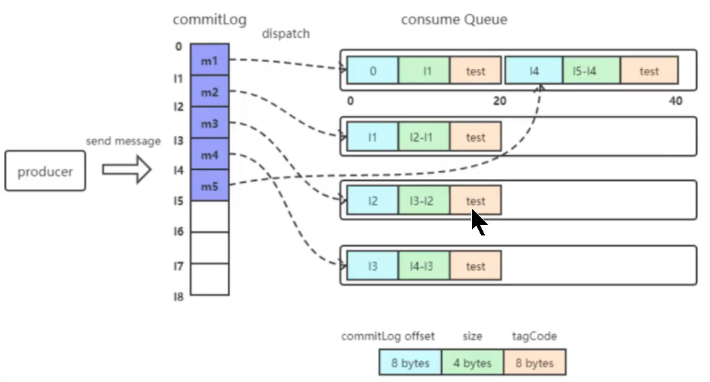 commitLog
consume Queue
dispatch
0
m1
l1
m2
l2
m3
l3
m4
l4
m5
l5
l6
l7
l8
send message
producer
0 l1 test l4 l5-l4 test
0 20 40
l1 l2-l1 test
l2 l3-l2 test
l3 l4-l3 test
commitLog offset size tagCode
8 bytes 4 bytes 8 bytes